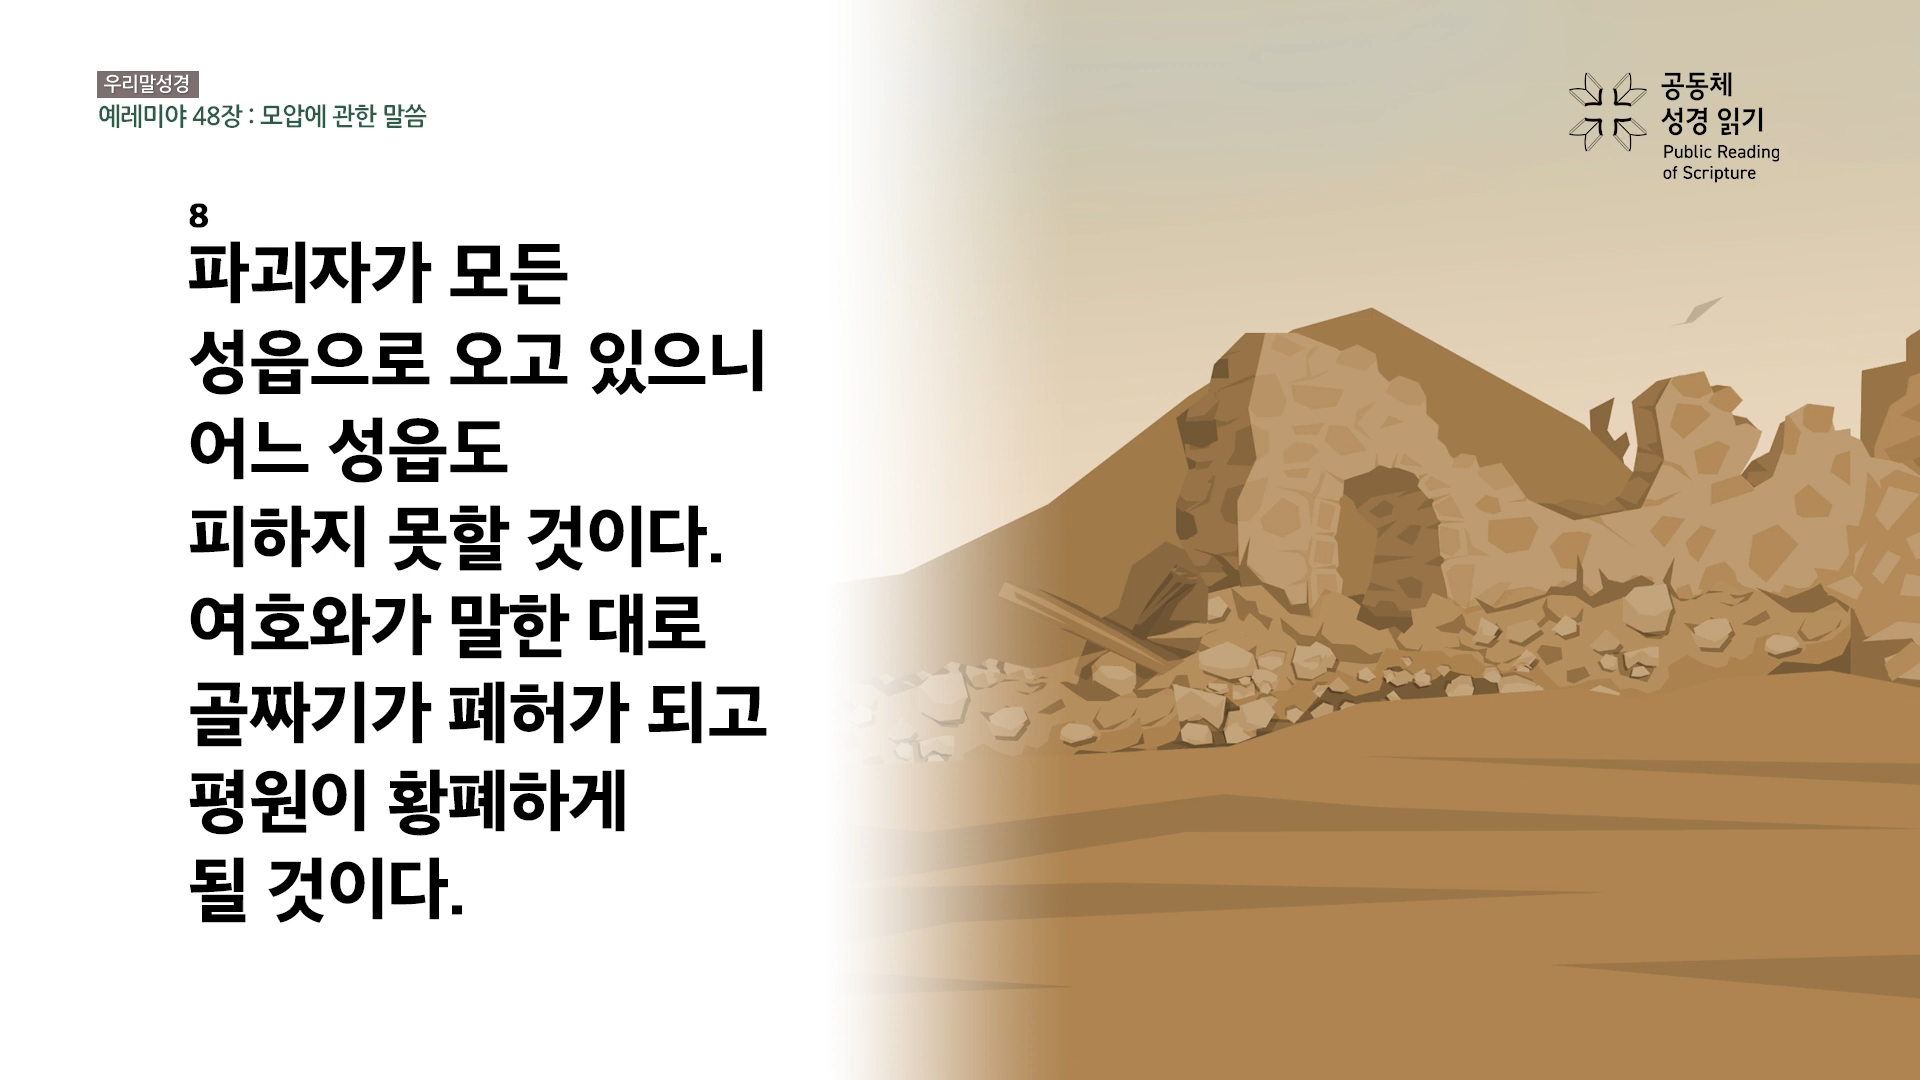 우리말성경
예레미야 48장 : 모압에 관한 말씀
공동체
성경 읽기
Public Reading
of Scripture
8
파괴자가 모든
성읍으로 오고 있으니
어느 성읍도
피하지 못할 것이다.
여호와가 말한 대로
골짜기가 폐허가 되고
평원이 황폐하게
될 것이다.